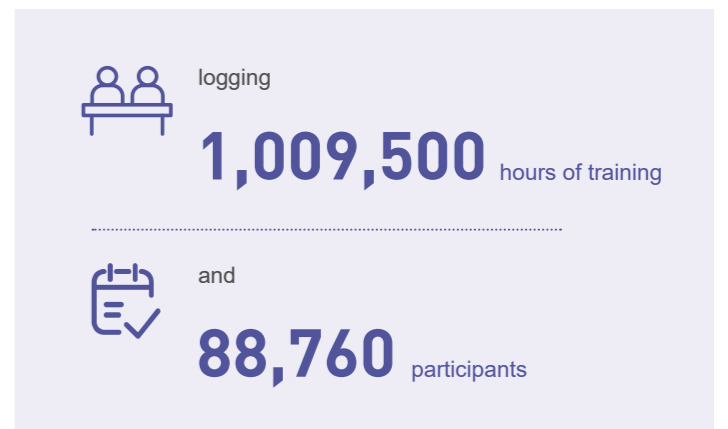 logging
1,009,500 hours of training
and
88,760 participants